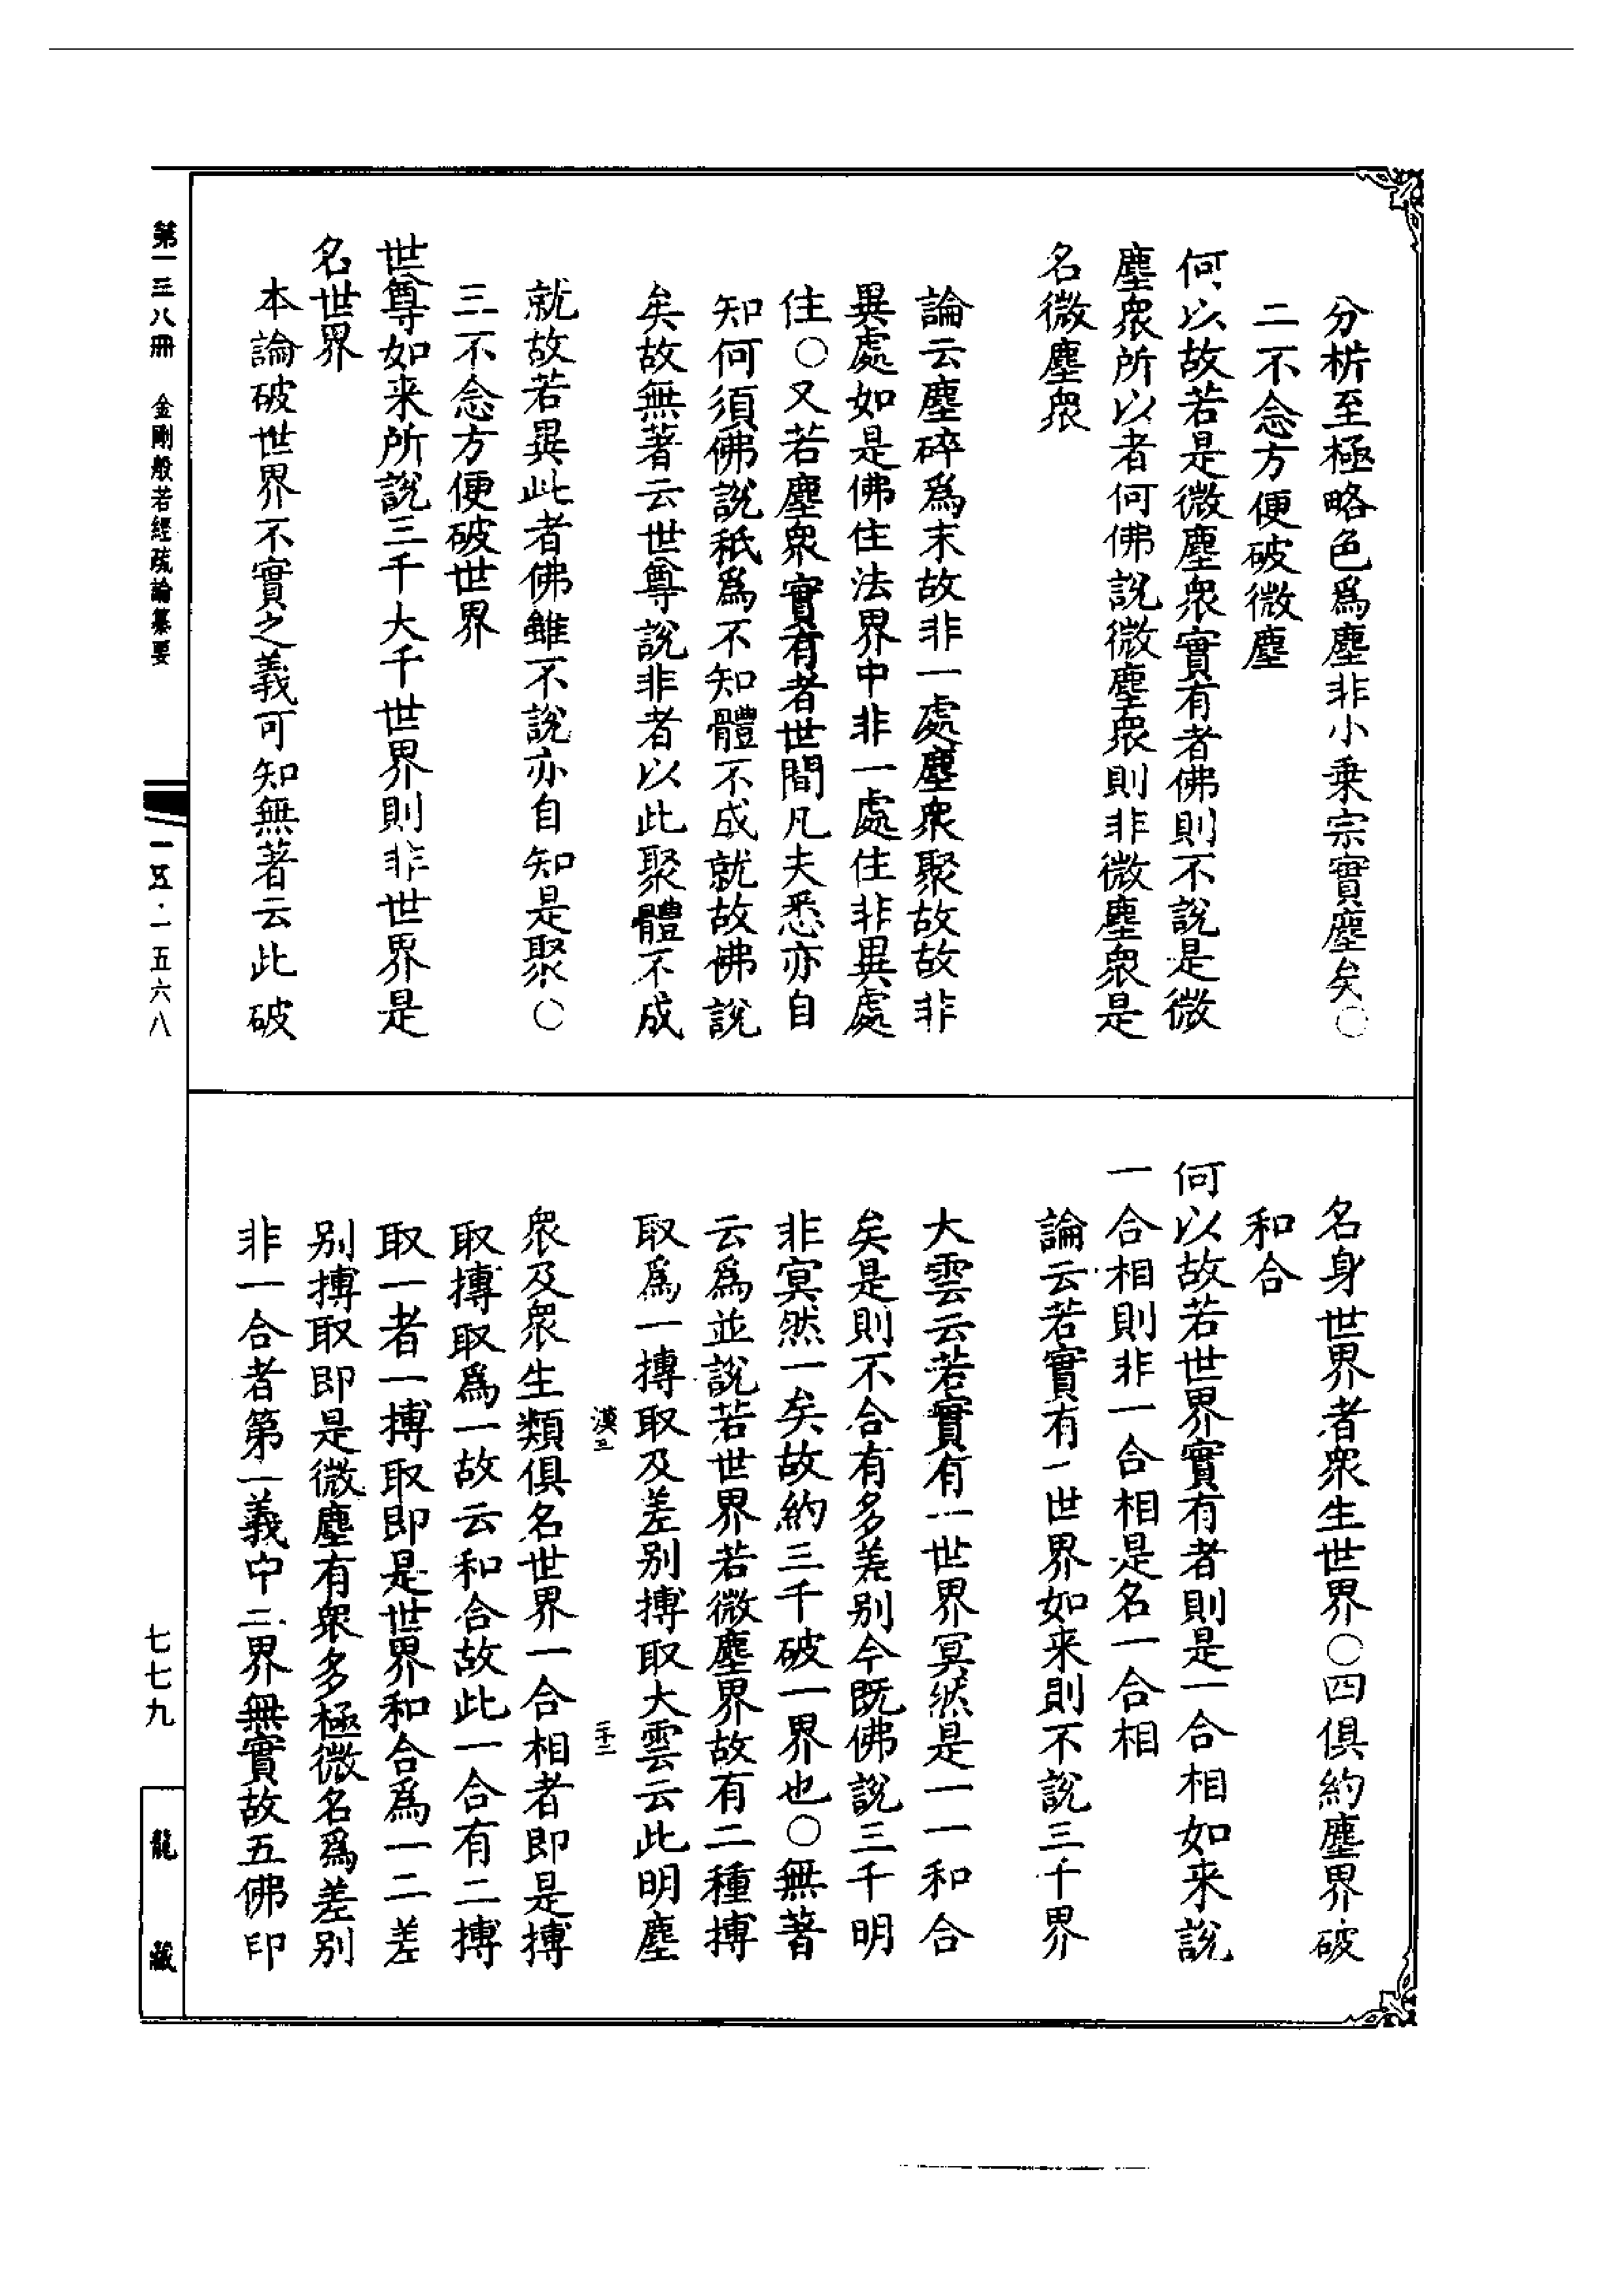 分析至極略色爲塵非小乗宗實塵矣○
二不念方便破微塵
何以故若是微塵衆實有者佛則不說是微
塵衆所以者何佛說微塵衆則非微塵衆是
名微塵衆
論云塵碎爲末故非一處塵衆聚故故非
異處如是佛住法界中非一處住非異處
住○又若塵衆實有者世間凡夫悉亦自
知何須佛說秖爲不知體不成就故佛說
矣故無著云世尊說非者以此聚體不成
就故若異此者佛雖不說亦自知是聚○
三不念方便破世界
世尊如来所說三千大千世界則非世界是
名世界
本論破世界不實之義可知無著云此破
名身世界者衆生世界○四俱約塵界破
和合
何以故若世界實有者則是一合相如来說
一合相則非一合相是名一合相
論云若實有一世界如来則不說三千界
大雲云若實有一世界冥然是一一和合
矣是則不合有多差别今既佛說三千明
非冥然一矣故約三千破一界也○無著
云爲並說若世界若微塵界故有二種搏
取爲一搏取及差别搏取大雲云此明塵
漠三 二十二
衆及衆生類俱名世界一合相者即是搏
取搏取爲一故云和合故此一合有二搏
取一者一搏取即是世界和合爲一二差
别搏取即是微塵有衆多極微名爲差别
非一合者第一義中二界無實故五佛印
第一三八冊 金剛般若經疏論纂要
一五·一五六八
七七九
龍藏